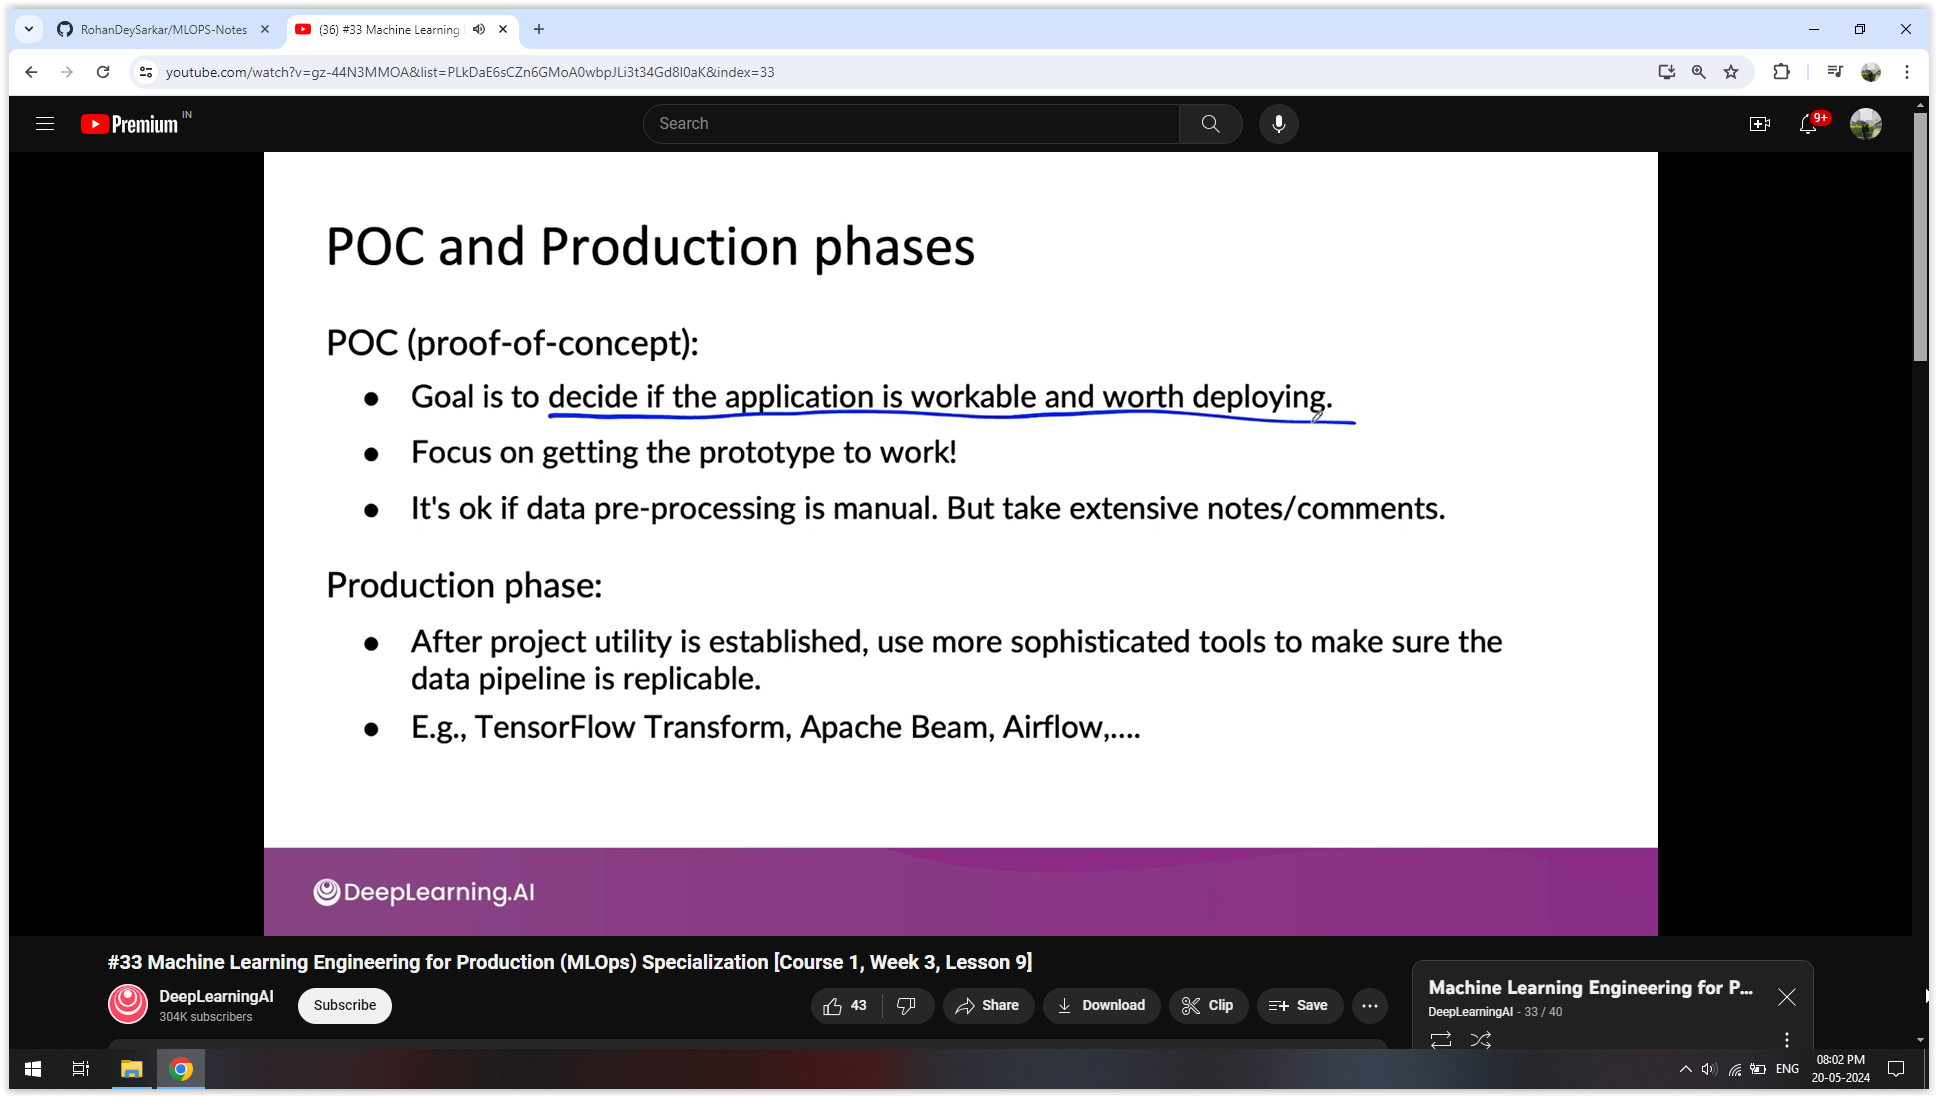 RohanDeySarkar/MLOPS-Notes
(36) #33 Machine Learning
youtube.com/watch?v=gz-44N3MMOA&list=PLkDaE6sCZn6GMoA0wbpJLi3t34Gd8l0aK&index=33
Premium IN
Search
9+
POC and Production phases
POC (proof-of-concept):
● Goal is to decide if the application is workable and worth deploying.
● Focus on getting the prototype to work!
● It's ok if data pre-processing is manual. But take extensive notes/comments.
Production phase:
● After project utility is established, use more sophisticated tools to make sure the
data pipeline is replicable.
● E.g., TensorFlow Transform, Apache Beam, Airflow,....
DeepLearning.AI
#33 Machine Learning Engineering for Production (MLOps) Specialization [Course 1, Week 3, Lesson 9]
DeepLearningAI
304K subscribers
Subscribe
43
Share
Download
Clip
Save
Machine Learning Engineering for P...
DeepLearningAI - 33 / 40
ENG
08:02 PM
20-05-2024